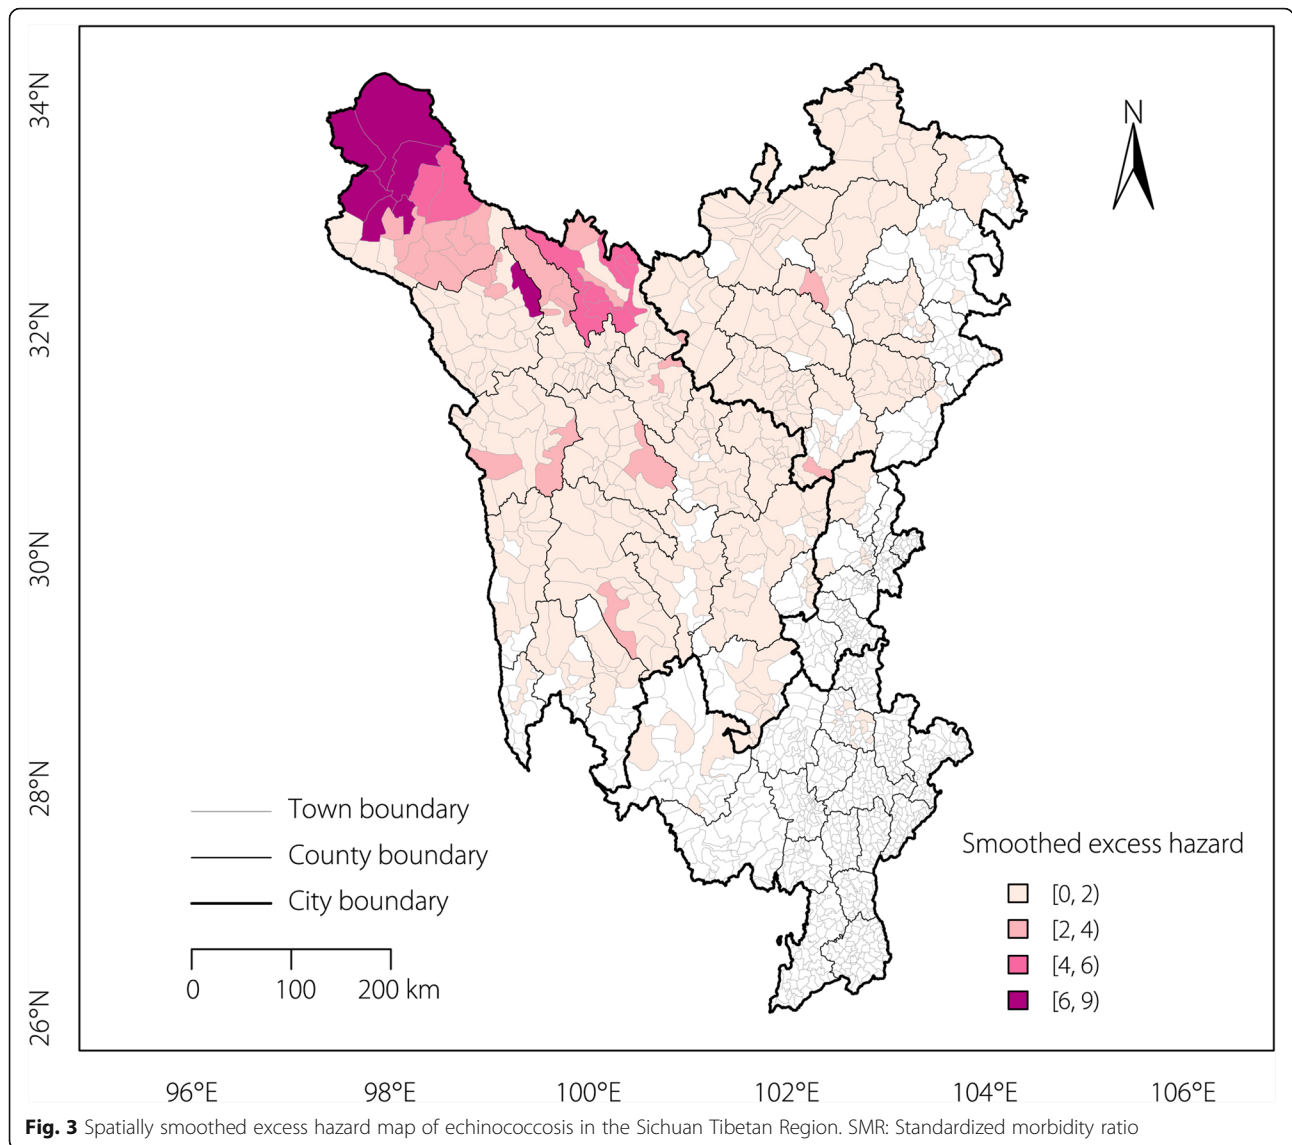 34°N
32°N
30°N
28°N
26°N
N
Town boundary
County boundary
City boundary
0 100 200 km
Smoothed excess hazard
[0, 2)
[2, 4)
[4, 6)
[6, 9)
96°E 98°E 100°E 102°E 104°E 106°E
Fig. 3 Spatially smoothed excess hazard map of echinococcosis in the Sichuan Tibetan Region. SMR: Standardized morbidity ratio